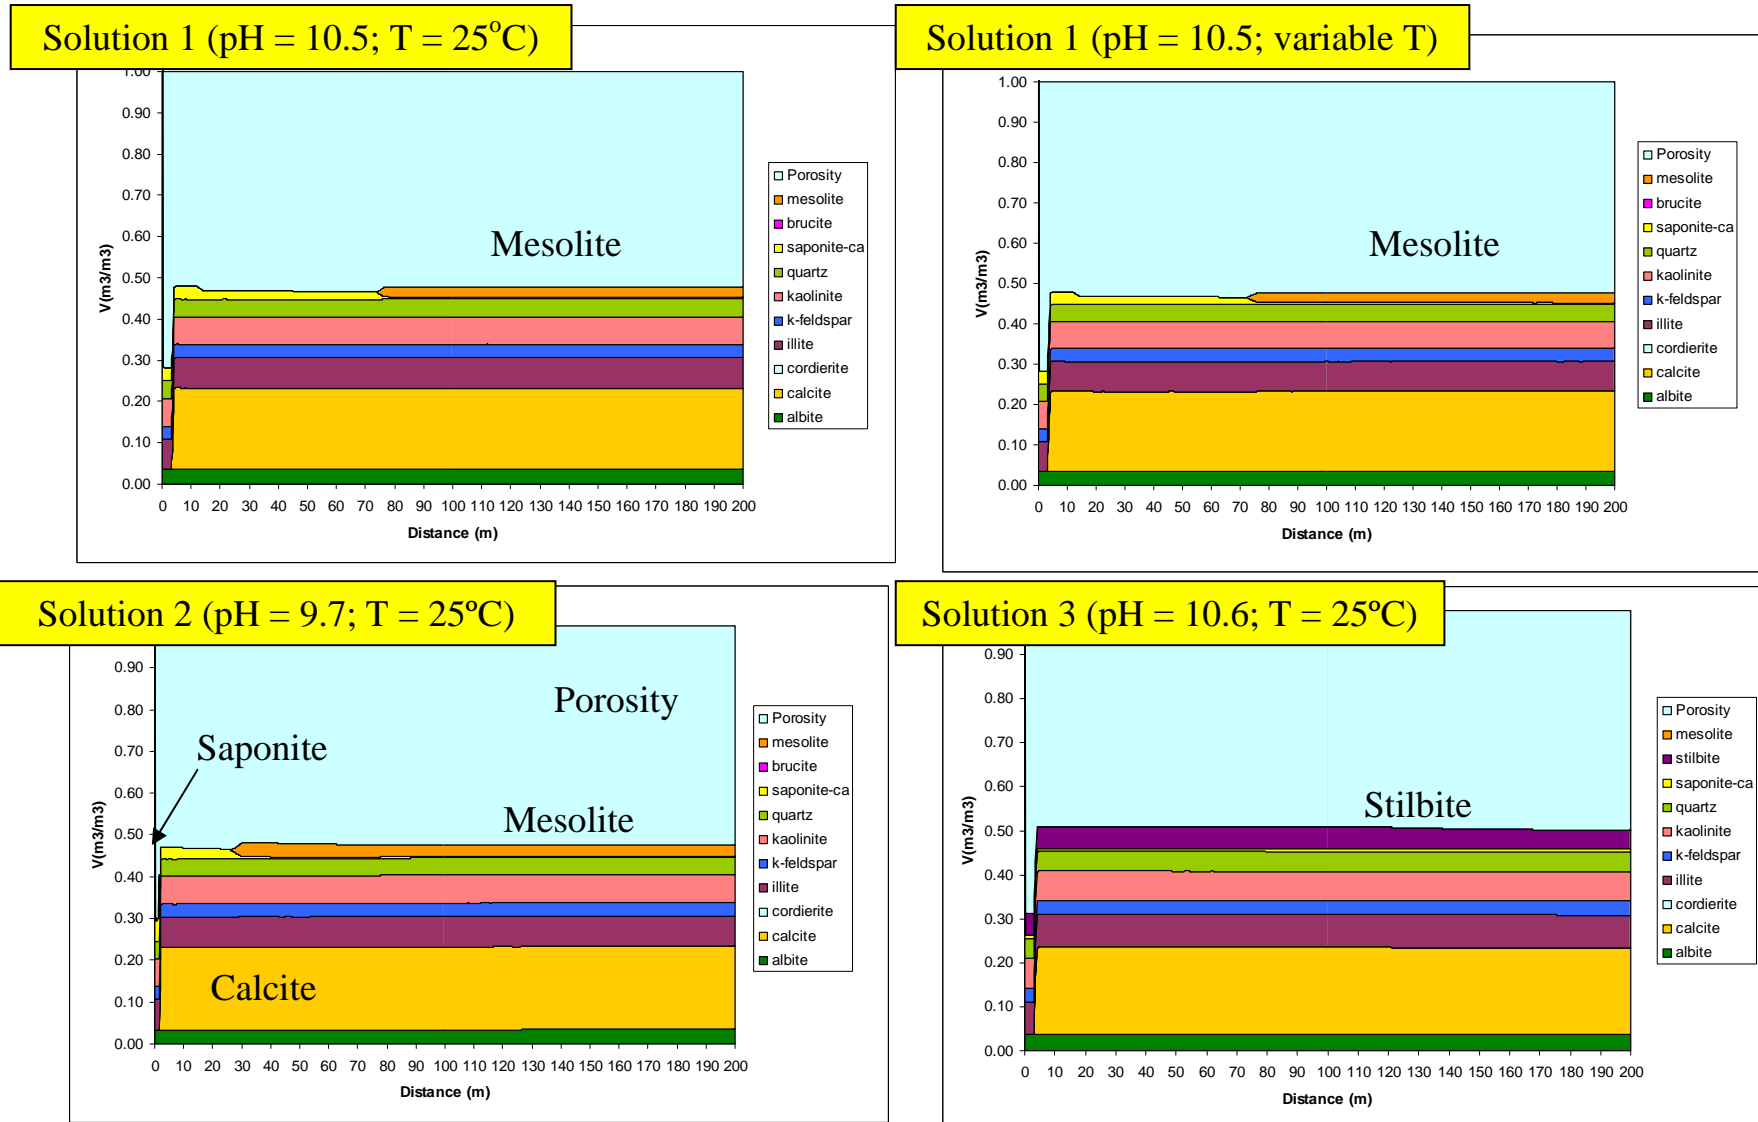 Solution 1 (pH = 10.5; T = 25°C)
1.00
0.90
0.80
0.70
0.60
0.50
0.40
0.30
0.20
0.10
0.00
V(m3/m3)
Mesolite
0 10 20 30 40 50 60 70 80 90 100 110 120 130 140 150 160 170 180 190 200
Distance (m)
Porosity
mesolite
brucite
saponite-ca
quartz
kaolinite
k-feldspar
illite
cordierite
calcite
albite
Solution 1 (pH = 10.5; variable T)
1.00
0.90
0.80
0.70
0.60
0.50
0.40
0.30
0.20
0.10
0.00
V(m3/m3)
Mesolite
0 10 20 30 40 50 60 70 80 90 100 110 120 130 140 150 160 170 180 190 200
Distance (m)
Porosity
mesolite
brucite
saponite-ca
quartz
kaolinite
k-feldspar
illite
cordierite
calcite
albite
Solution 2 (pH = 9.7; T = 25ºC)
0.90
0.80
0.70
0.60
0.50
0.40
0.30
0.20
0.10
0.00
V(m3/m3)
Porosity
Saponite
Mesolite
Calcite
0 10 20 30 40 50 60 70 80 90 100 110 120 130 140 150 160 170 180 190 200
Distance (m)
Porosity
mesolite
brucite
saponite-ca
quartz
kaolinite
k-feldspar
illite
cordierite
calcite
albite
Solution 3 (pH = 10.6; T = 25ºC)
0.90
0.80
0.70
0.60
0.50
0.40
0.30
0.20
0.10
0.00
V(m3/m3)
Stilbite
0 10 20 30 40 50 60 70 80 90 100 110 120 130 140 150 160 170 180 190 200
Distance (m)
Porosity
mesolite
stilbite
saponite-ca
quartz
kaolinite
k-feldspar
illite
cordierite
calcite
albite